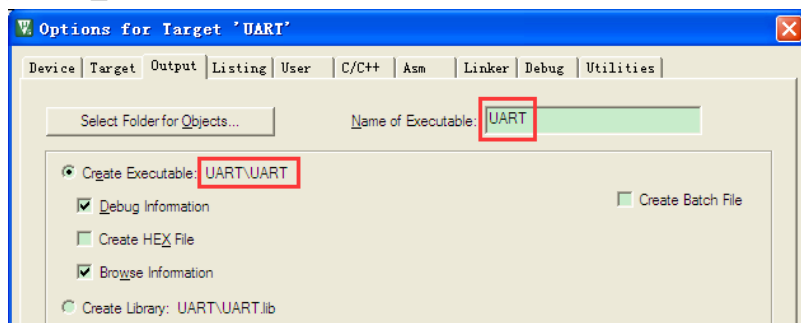 Options for Target 'UART'
Device Target Output Listing User C/C++ Asm Linker Debug Utilities
Select Folder for Objects... Name of Executable: UART
Create Executable: UART\UART
Debug Information Create Batch File
Create HEX File
Browse Information
Create Library: UART\UART.lib